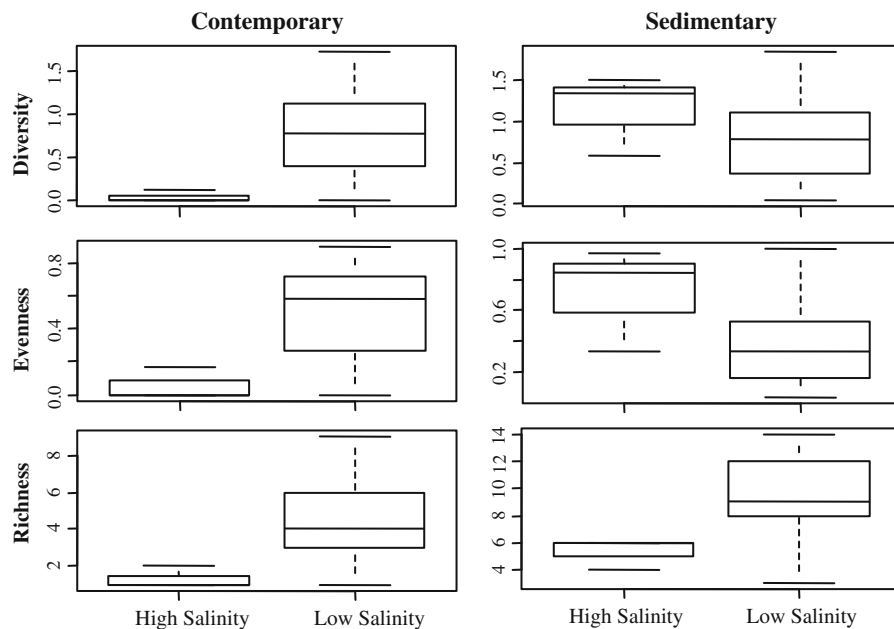 Contemporary
Sedimentary
Diversity
0.0 0.5 1.0 1.5
0.0 0.5 1.0 1.5
Evenness
0.0 0.4 0.8
0.2 0.6 1.0
Richness
2 4 6 8
4 6 8 10 12 14
High Salinity Low Salinity
High Salinity Low Salinity